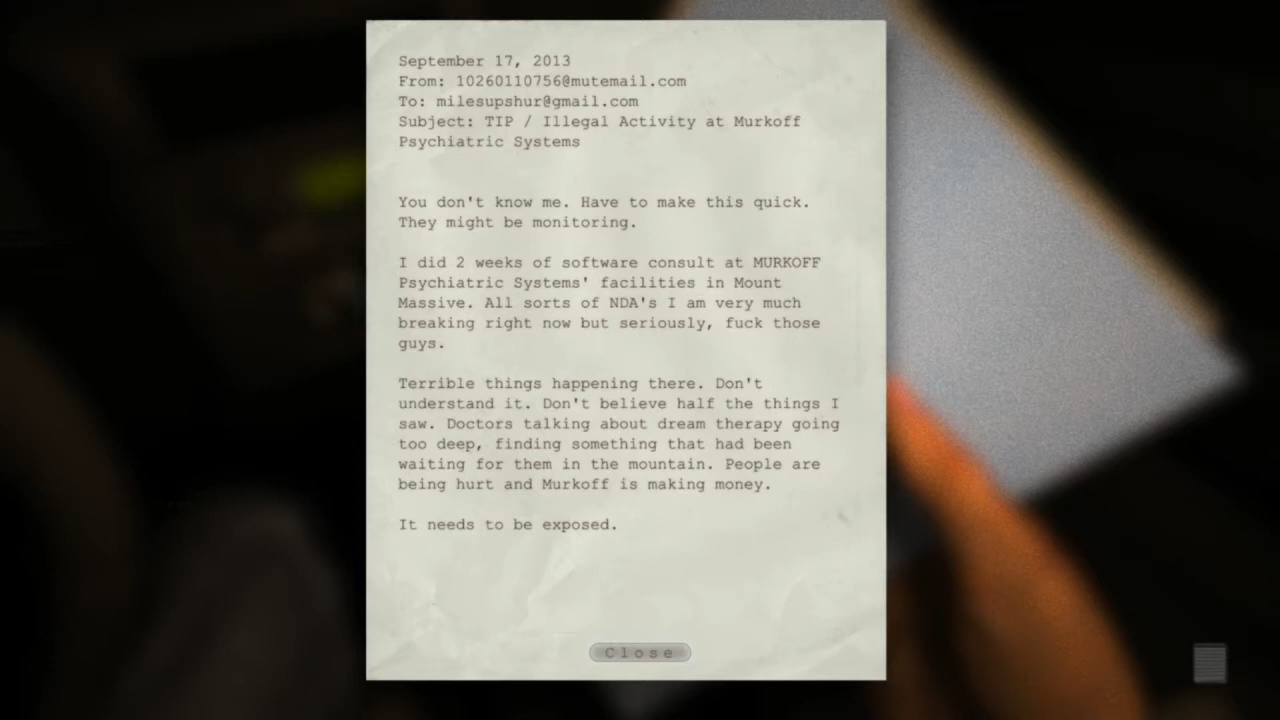 September 17, 2013
From: 10260110756@mutemail.com
To: milesupshur@gmail.com
Subject: TIP / Illegal Activity at Murkoff
Psychiatric Systems
You don't know me. Have to make this quick.
They might be monitoring.
I did 2 weeks of software consult at MURKOFF
Psychiatric Systems' facilities in Mount
Massive. All sorts of NDA's I am very much
breaking right now but seriously, fuck those
guys.
Terrible things happening there. Don't
understand it. Don't believe half the things I
saw. Doctors talking about dream therapy going
too deep, finding something that had been
waiting for them in the mountain. People are
being hurt and Murkoff is making money.
It needs to be exposed.
Close